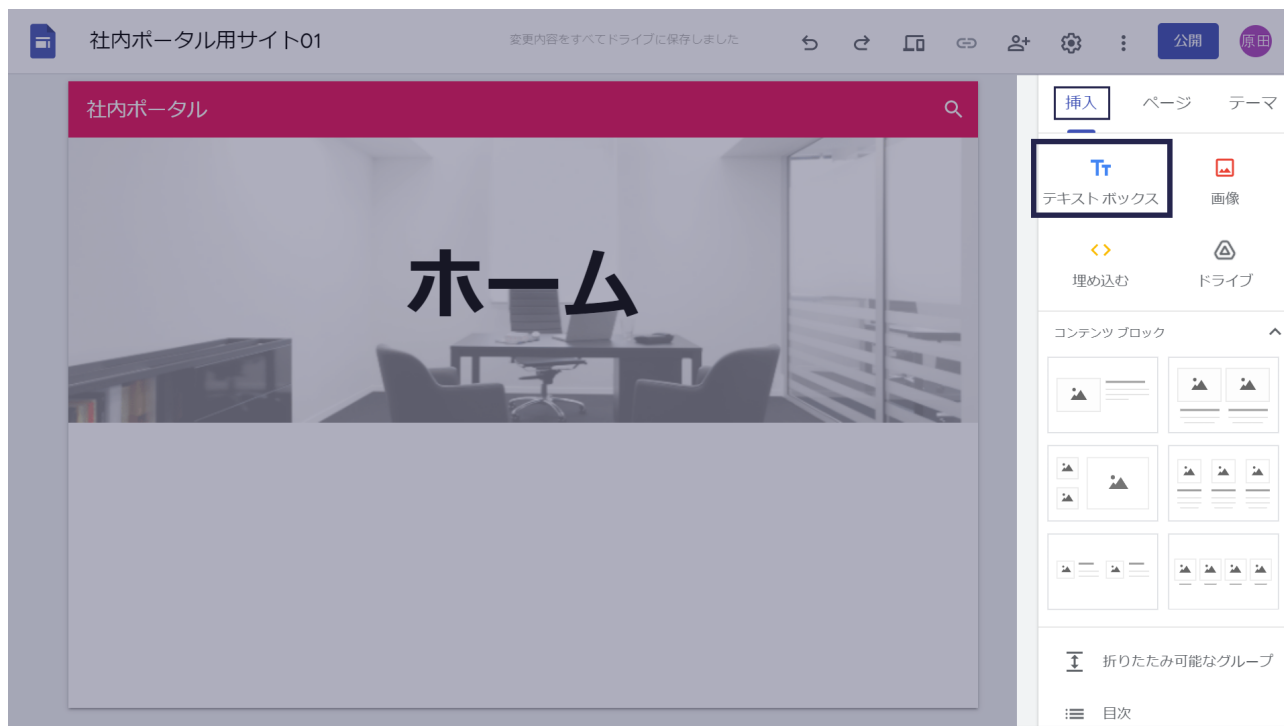 社内ポータル用サイト01
変更内容をすべてドライブに保存しました
公開
原田
社内ポータル
ホーム
挿入
ページ
テーマ
テキスト ボックス
画像
埋め込む
ドライブ
コンテンツ ブロック
折りたたみ可能なグループ
目次